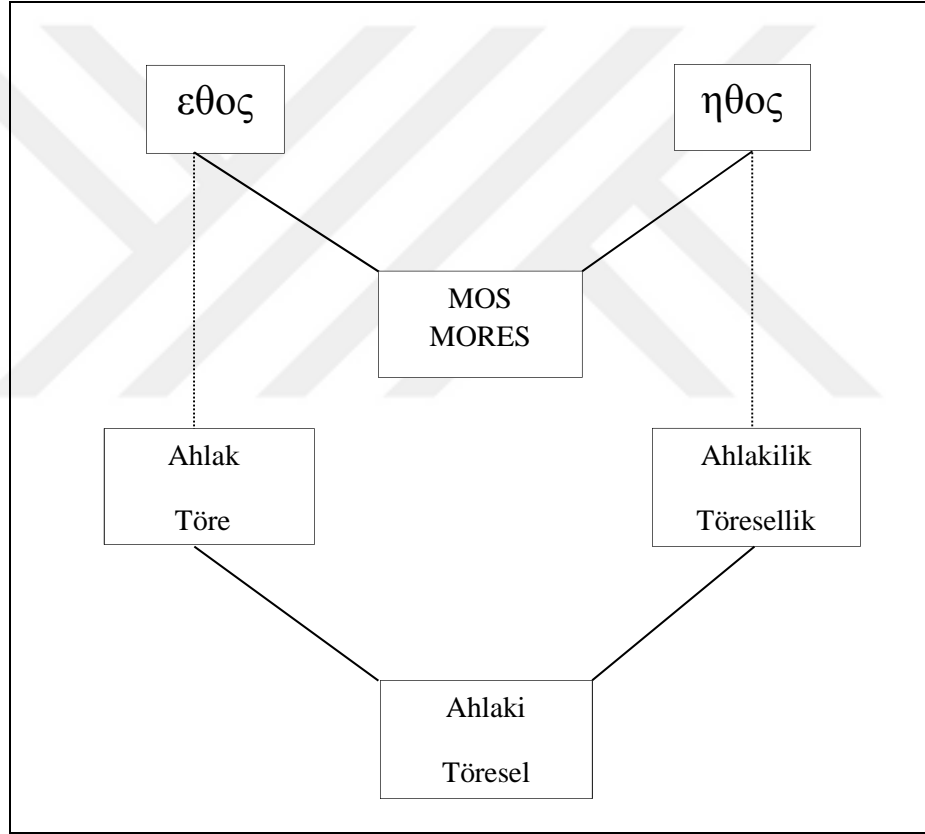 εθος
ηθος
MOS
MORES
Ahlak
Töre
Ahlakilik
Töresellik
Ahlaki
Töresel